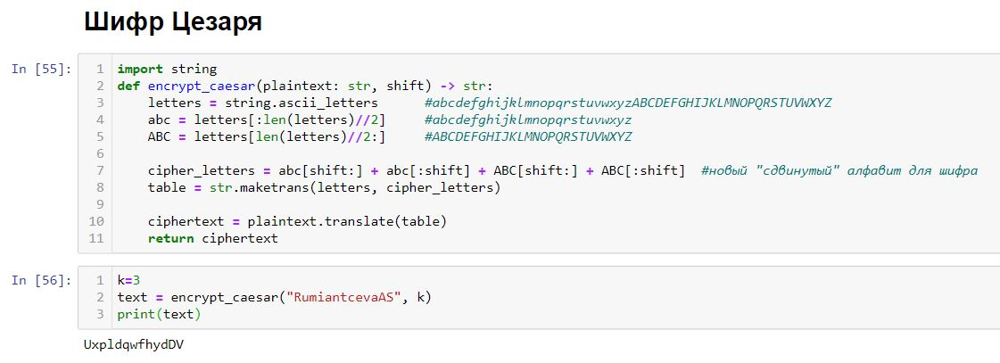 Шифр Цезаря
In [55]:
1 import string
2 def encrypt_caesar(plaintext: str, shift) -> str:
3     letters = string.ascii_letters      #abcdefghijklmnopqrstuvwxyzABCDEFGHIJKLMNOPQRSTUVWXYZ
4     abc = letters[:len(letters)//2]     #abcdefghijklmnopqrstuvwxyz
5     ABC = letters[len(letters)//2:]     #ABCDEFGHIJKLMNOPQRSTUVWXYZ
6
7     cipher_letters = abc[shift:] + abc[:shift] + ABC[shift:] + ABC[:shift]  #новый "сдвинутый" алфавит для шифра
8     table = str.maketrans(letters, cipher_letters)
9
10     ciphertext = plaintext.translate(table)
11     return ciphertext
In [56]:
1 k=3
2 text = encrypt_caesar("RumiantcevaAS", k)
3 print(text)
UxpldqwfhydDV